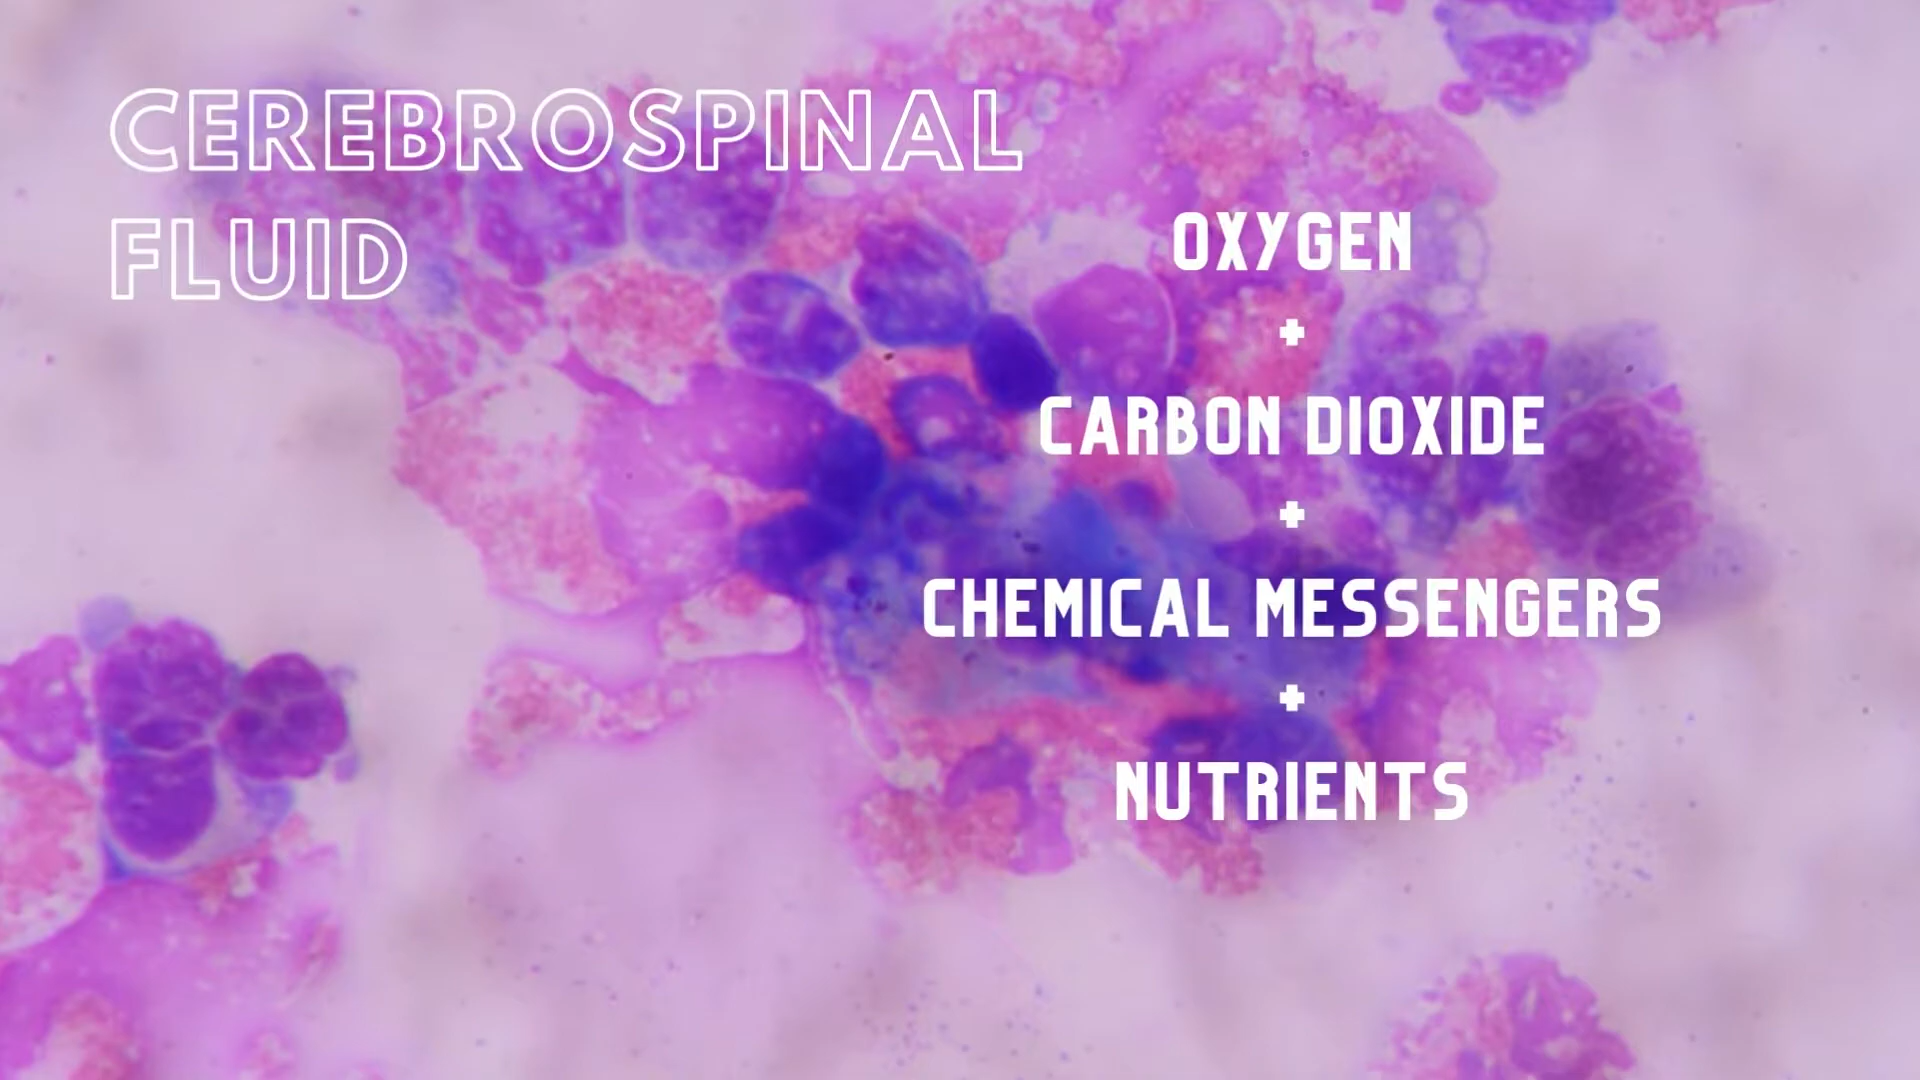 CEREBROSPINAL
FLUID
OXYGEN
+
CARBON DIOXIDE
+
CHEMICAL MESSENGERS
+
NUTRIENTS